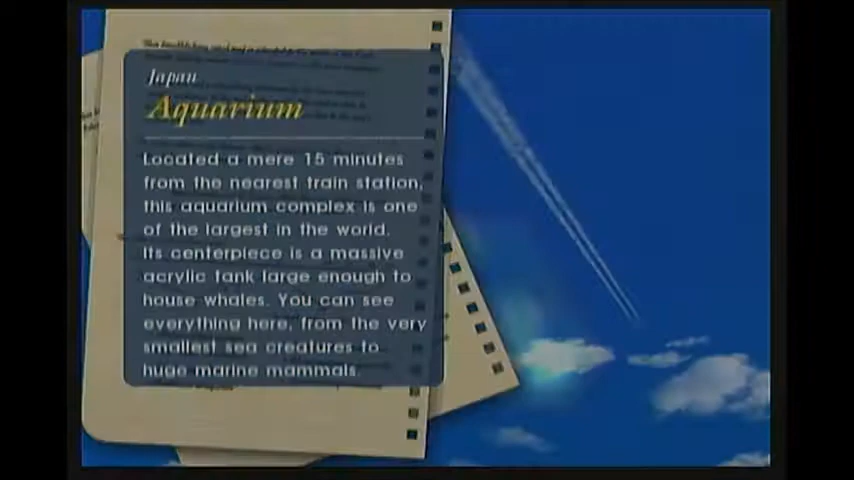 Japan
Aquarium
Located a mere 15 minutes
from the nearest train station,
this aquarium complex is one
of the largest in the world.
Its centerpiece is a massive
acrylic tank large enough to
house whales. You can see
everything here, from the very
smallest sea creatures to
huge marine mammals.